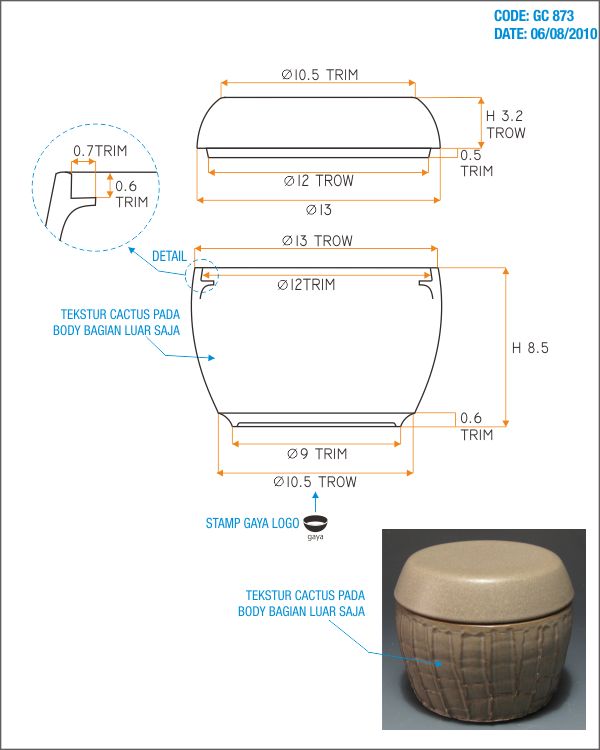 CODE: GC 873
DATE: 06/08/2010
Ø10.5 TRIM
H 3.2
TROW
0.7TRIM
0.5
TRIM
0.6
TRIM
Ø12 TROW
Ø13
Ø13 TROW
DETAIL
Ø12TRIM
TEKSTUR CACTUS PADA
BODY BAGIAN LUAR SAJA
H 8.5
0.6
TRIM
Ø9 TRIM
Ø10.5 TROW
STAMP GAYA LOGO
gaya
TEKSTUR CACTUS PADA
BODY BAGIAN LUAR SAJA